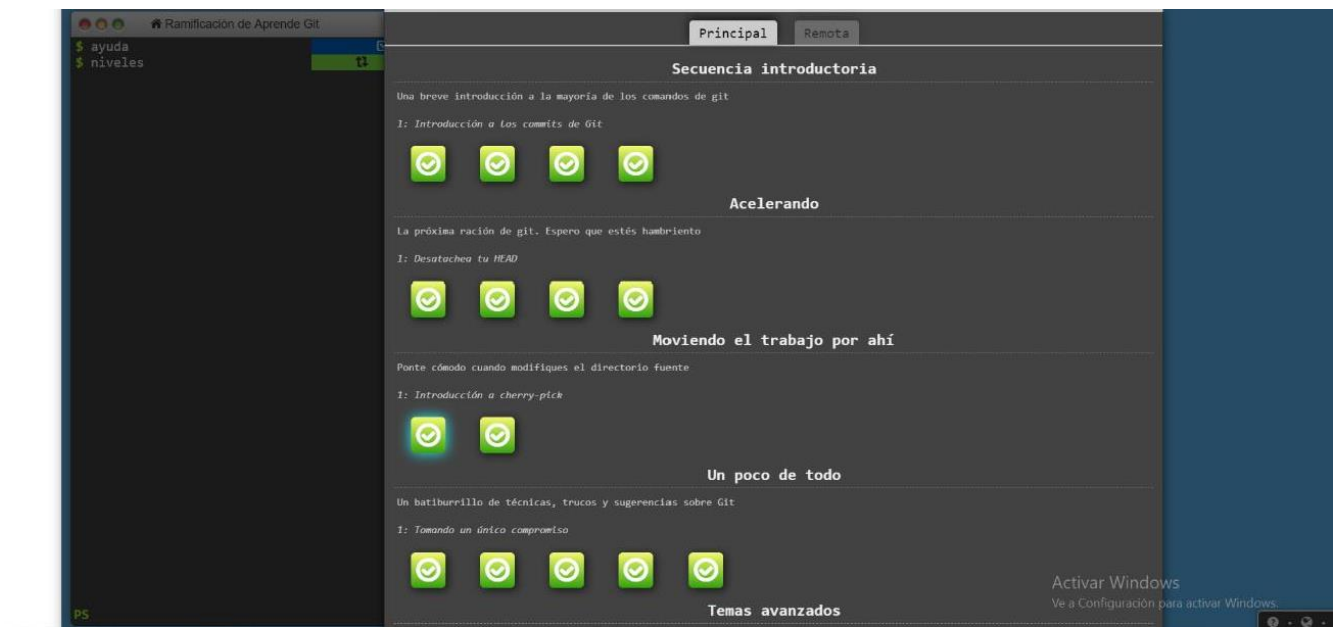 Ramificación de Aprende Git
$ ayuda
$ niveles
Principal Remota
Secuencia introductoria
Una breve introducción a la mayoría de los comandos de git
1: Introducción a los commits de Git
Acelerando
La próxima ración de git. Espero que estés hambriento
1: Desatachea tu HEAD
Moviendo el trabajo por ahí
Ponte cómodo cuando modifiques el directorio fuente
1: Introducción a cherry-pick
Un poco de todo
Un batiburrillo de técnicas, trucos y sugerencias sobre Git
1: Tomando un único compromiso
Activar Windows
Ve a Configuración para activar Windows.
PS
Temas avanzados